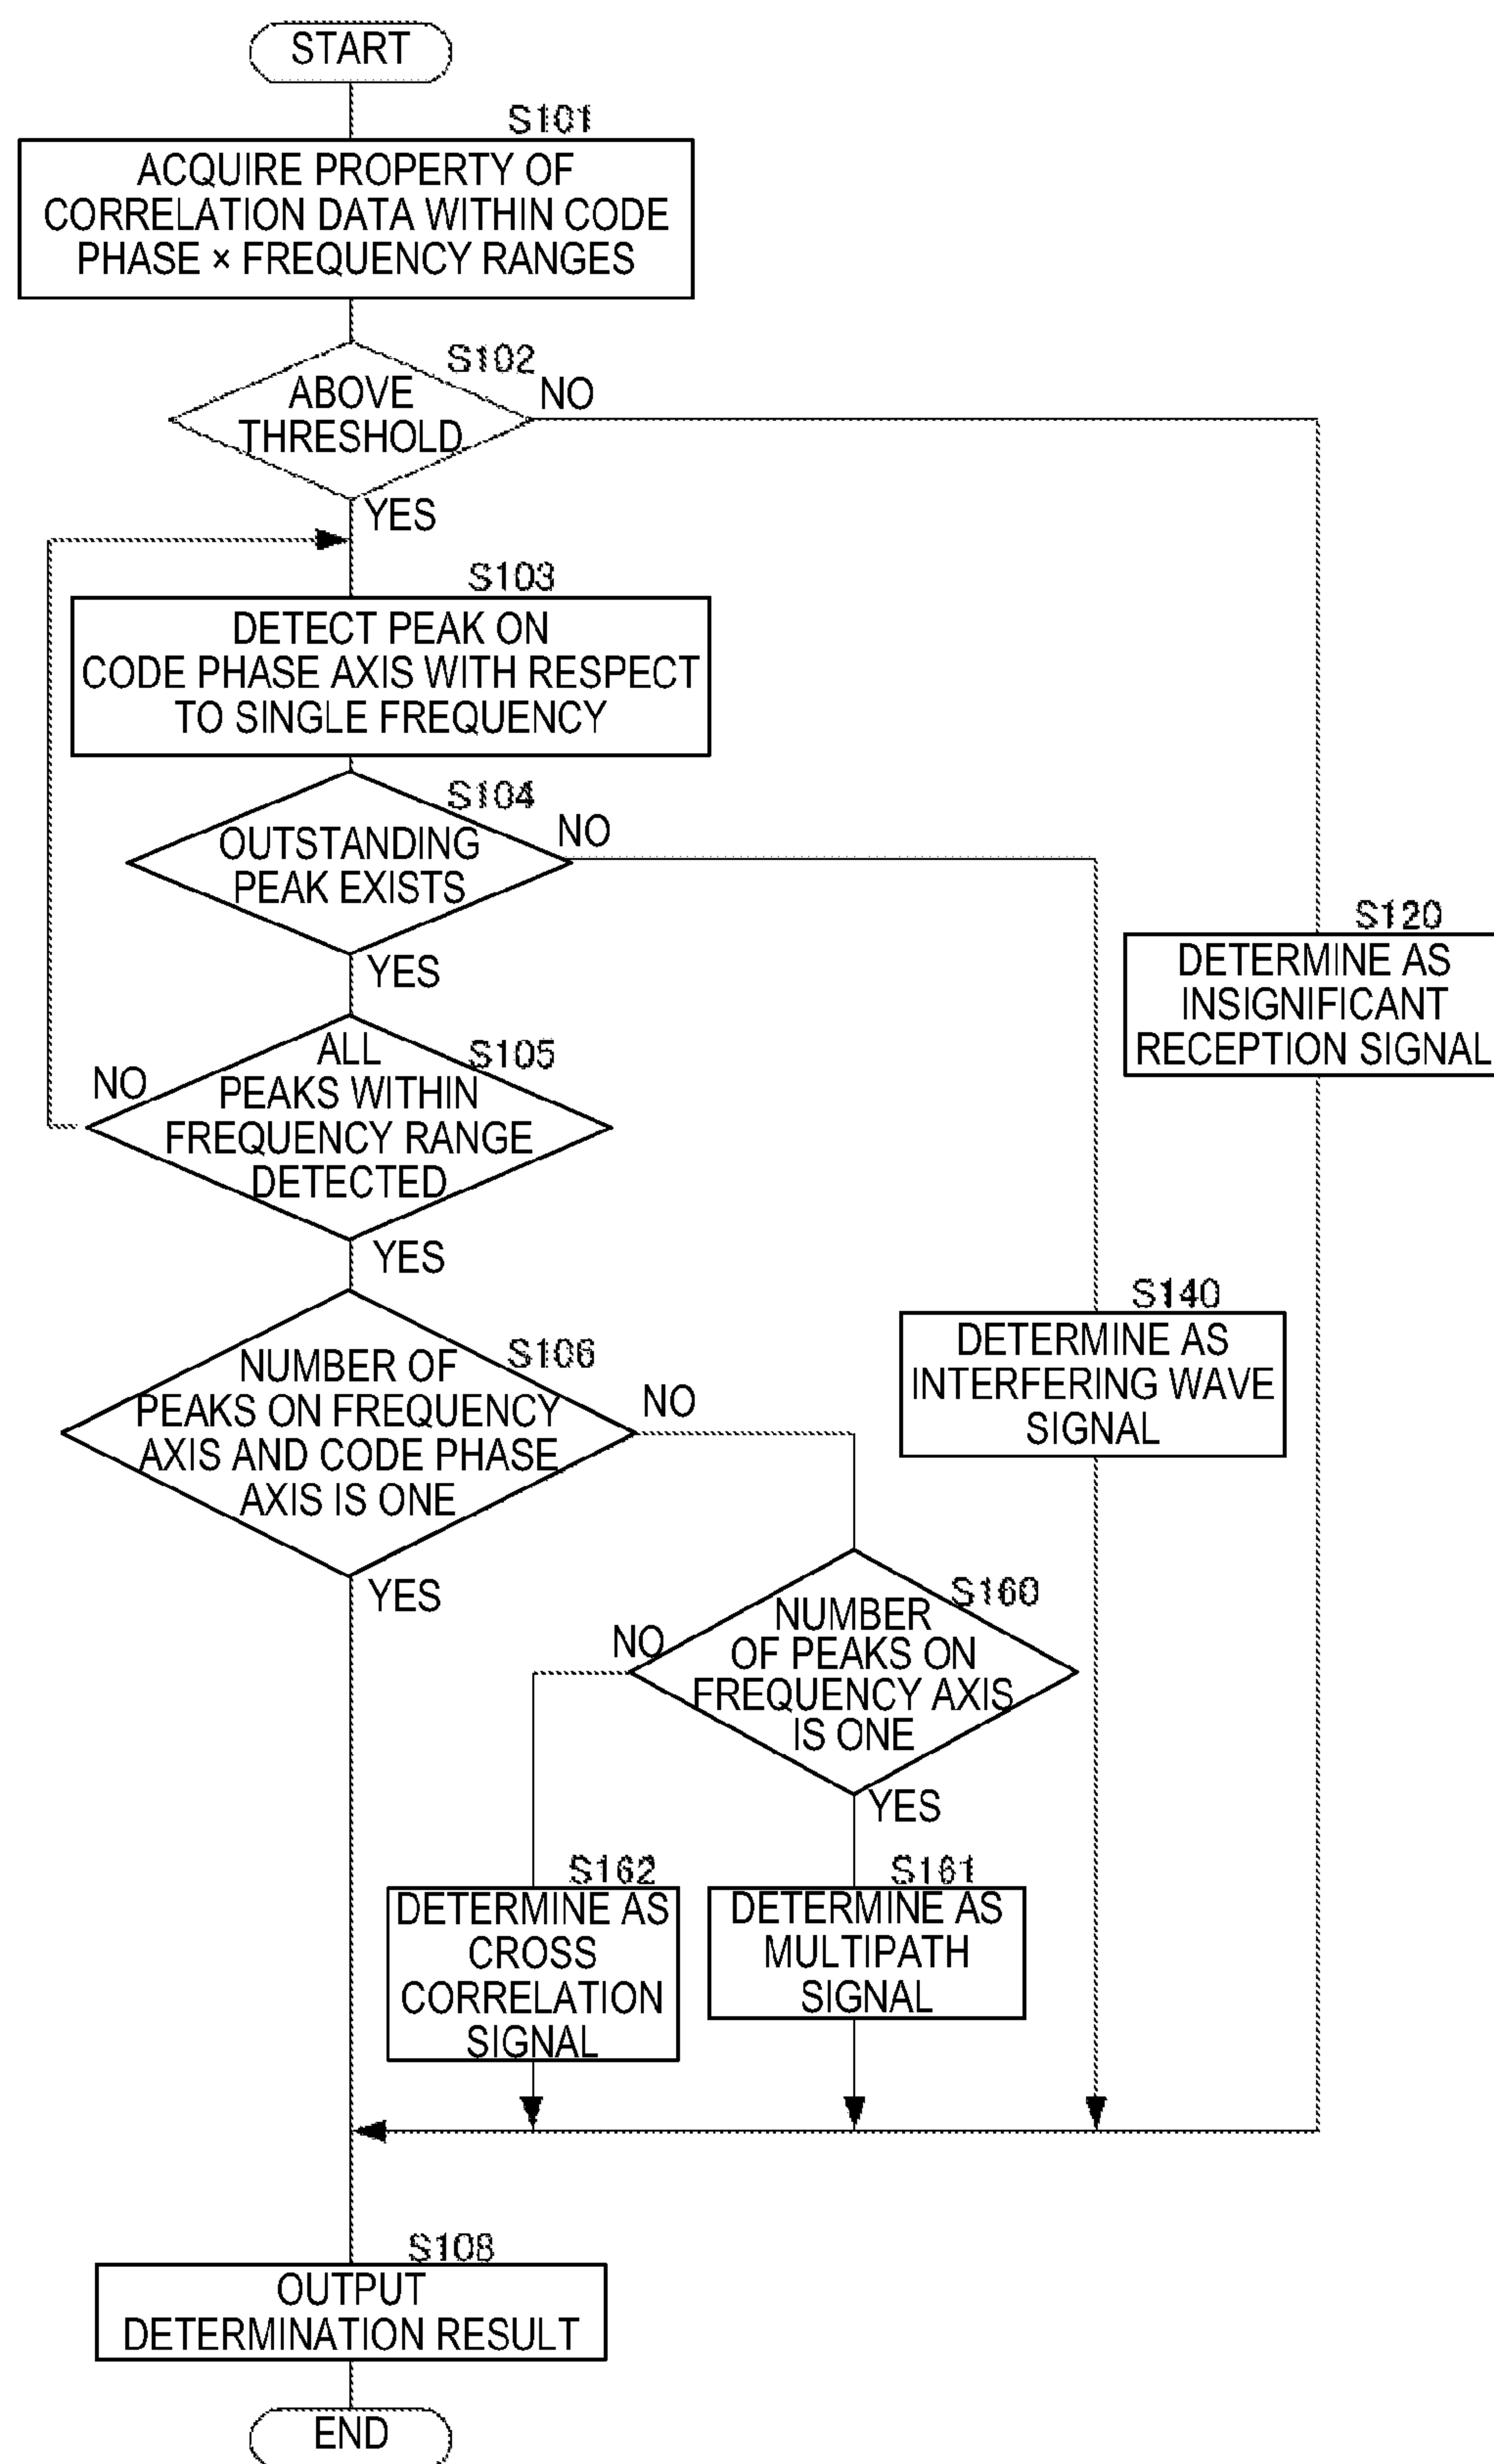 START
S101
ACQUIRE PROPERTY OF
CORRELATION DATA WITHIN CODE
PHASE × FREQUENCY RANGES
S102
ABOVE
THRESHOLD
NO
YES
S103
DETECT PEAK ON
CODE PHASE AXIS WITH RESPECT
TO SINGLE FREQUENCY
S104
OUTSTANDING
PEAK EXISTS
NO
YES
S120
DETERMINE AS
INSIGNIFICANT
RECEPTION SIGNAL
S105
ALL
PEAKS WITHIN
FREQUENCY RANGE
DETECTED
NO
YES
S140
DETERMINE AS
INTERFERING WAVE
SIGNAL
S106
NUMBER OF
PEAKS ON FREQUENCY
AXIS AND CODE PHASE
AXIS IS ONE
NO
YES
S160
NUMBER
OF PEAKS ON
FREQUENCY AXIS
IS ONE
NO
YES
S162
DETERMINE AS
CROSS
CORRELATION
SIGNAL
S161
DETERMINE AS
MULTIPATH
SIGNAL
S108
OUTPUT
DETERMINATION RESULT
END